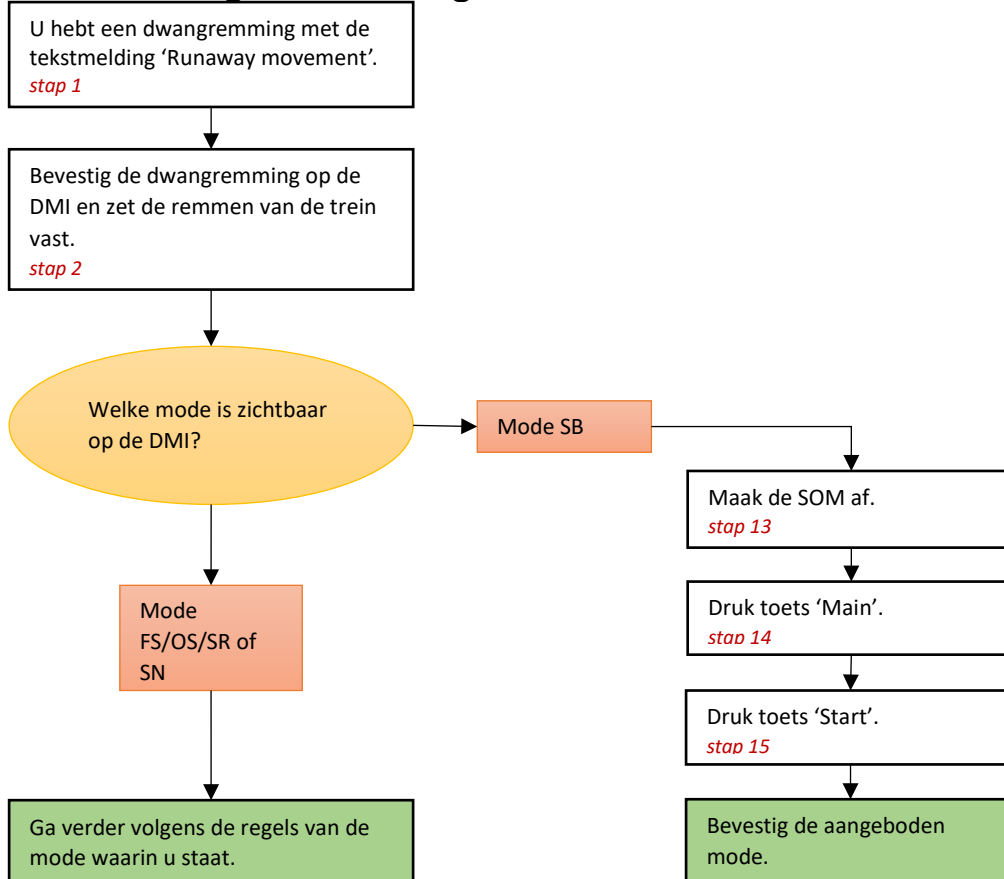 U hebt een dwangremming met de
tekstmelding ‘Runaway movement’.
stap 1
Bevestig de dwangremming op de
DMI en zet de remmen van de trein
vast.
stap 2
Welke mode is zichtbaar
op de DMI?
Mode SB
Maak de SOM af.
stap 13
Druk toets ‘Main’.
stap 14
Mode
FS/OS/SR of
SN
Druk toets ‘Start’.
stap 15
Ga verder volgens de regels van de
mode waarin u staat.
Bevestig de aangeboden
mode.